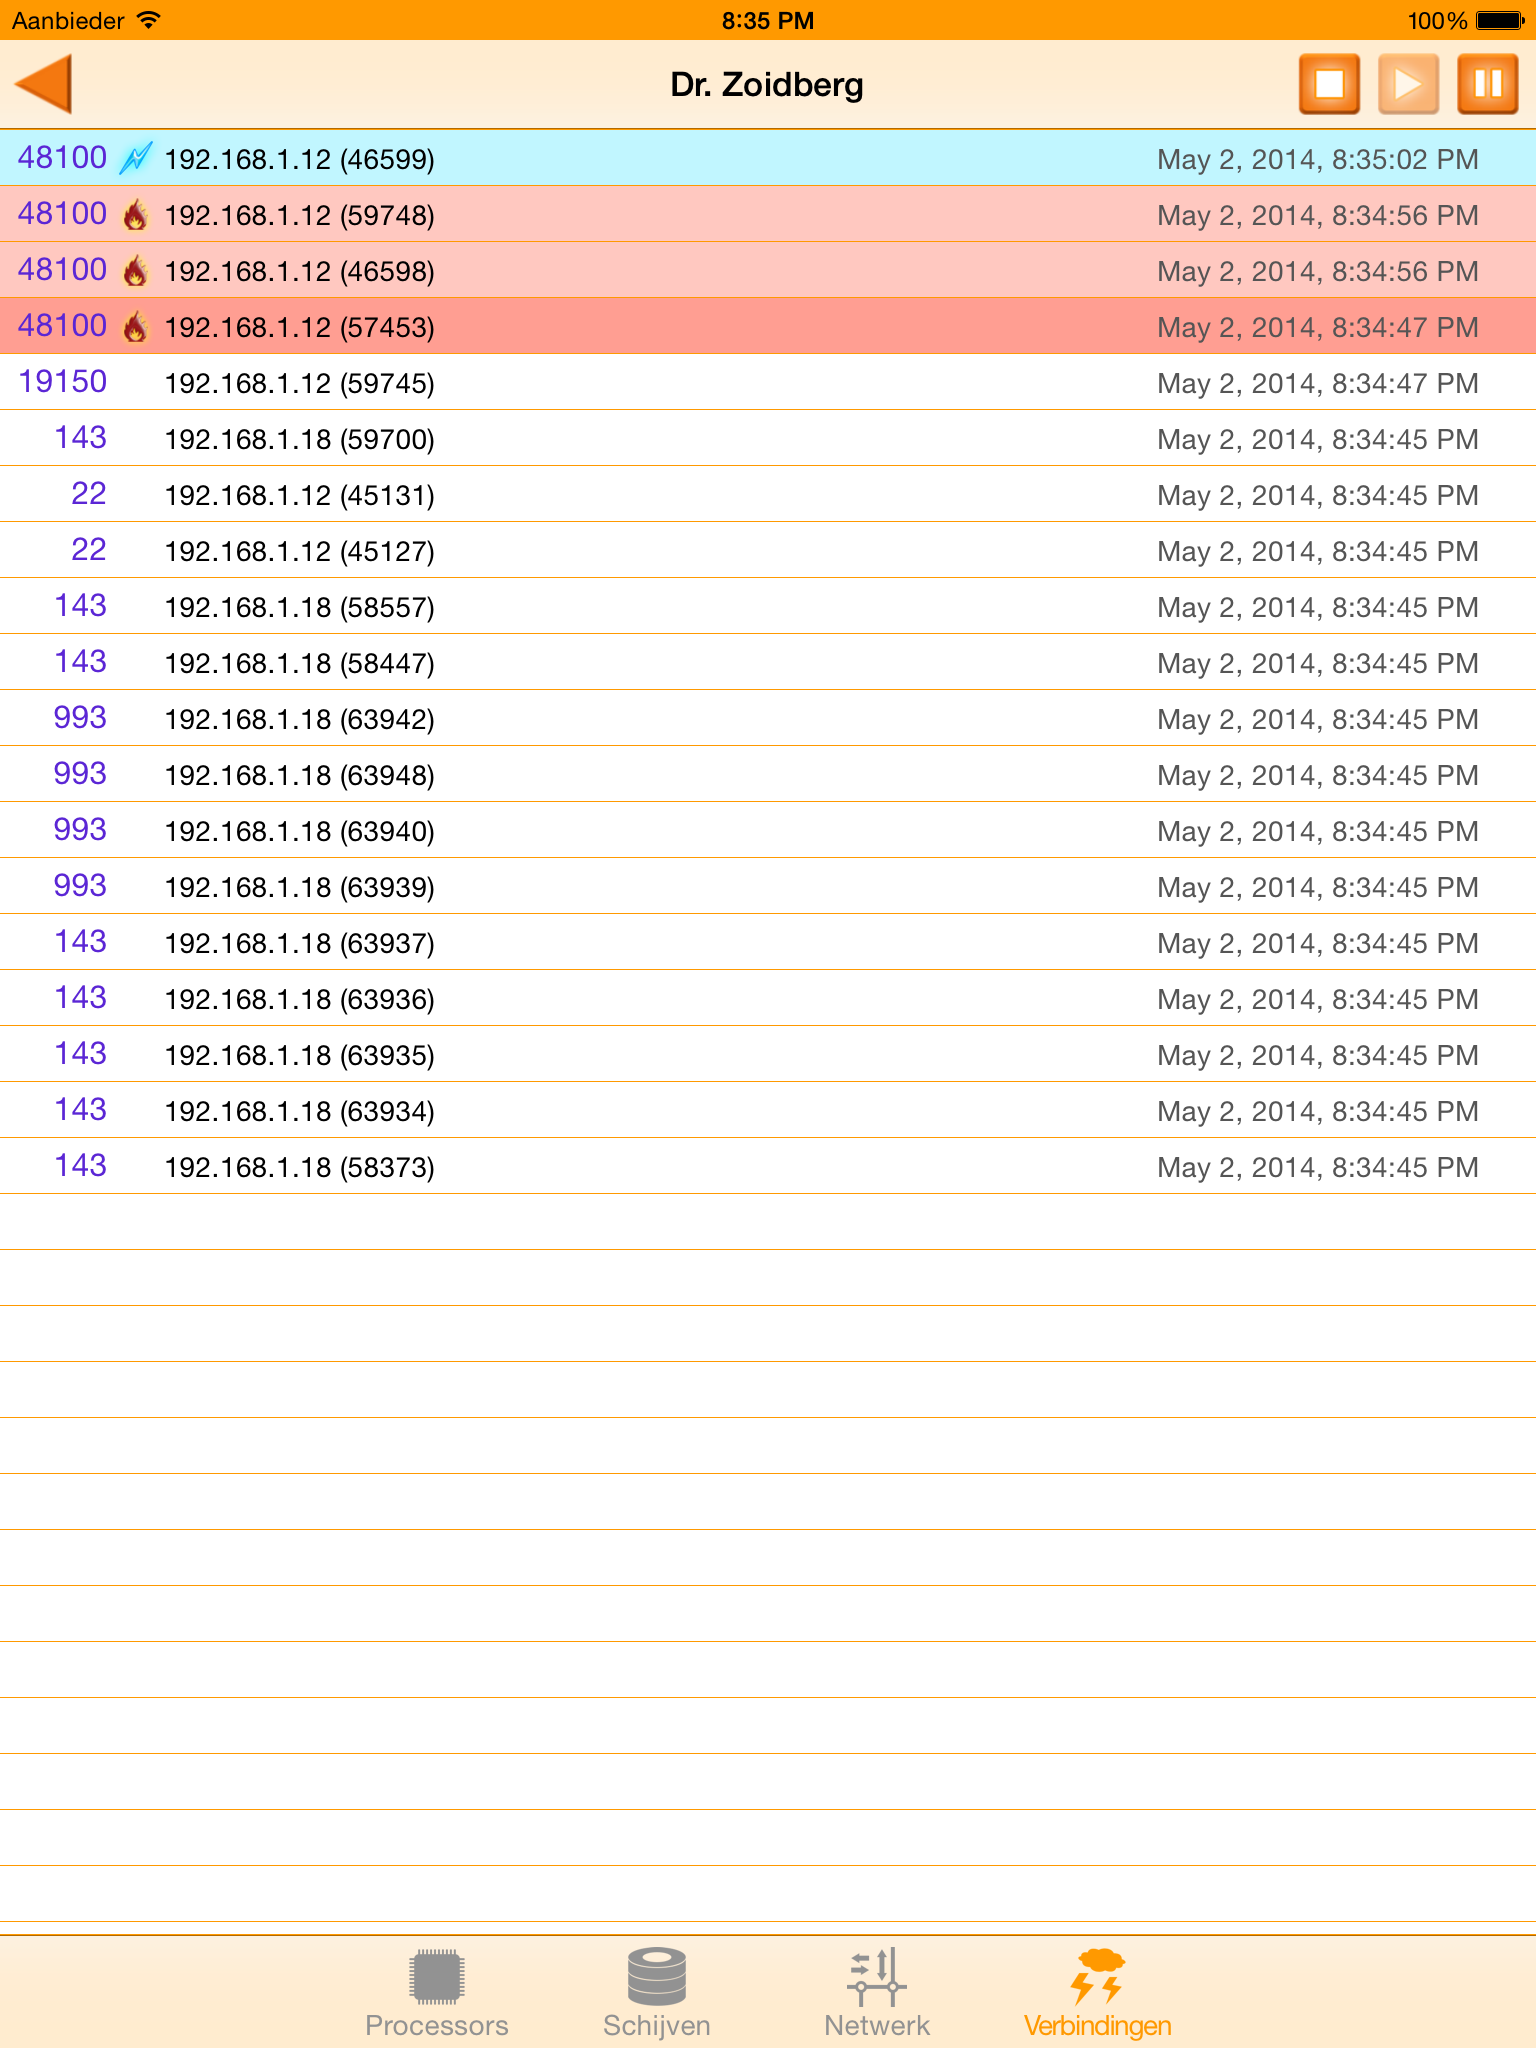 Aanbieder 8:35 PM 100%
Dr. Zoidberg
48100 192.168.1.12 (46599) May 2, 2014, 8:35:02 PM
48100 192.168.1.12 (59748) May 2, 2014, 8:34:56 PM
48100 192.168.1.12 (46598) May 2, 2014, 8:34:56 PM
48100 192.168.1.12 (57453) May 2, 2014, 8:34:47 PM
19150 192.168.1.12 (59745) May 2, 2014, 8:34:47 PM
143 192.168.1.18 (59700) May 2, 2014, 8:34:45 PM
22 192.168.1.12 (45131) May 2, 2014, 8:34:45 PM
22 192.168.1.12 (45127) May 2, 2014, 8:34:45 PM
143 192.168.1.18 (58557) May 2, 2014, 8:34:45 PM
143 192.168.1.18 (58447) May 2, 2014, 8:34:45 PM
993 192.168.1.18 (63942) May 2, 2014, 8:34:45 PM
993 192.168.1.18 (63948) May 2, 2014, 8:34:45 PM
993 192.168.1.18 (63940) May 2, 2014, 8:34:45 PM
993 192.168.1.18 (63939) May 2, 2014, 8:34:45 PM
143 192.168.1.18 (63937) May 2, 2014, 8:34:45 PM
143 192.168.1.18 (63936) May 2, 2014, 8:34:45 PM
143 192.168.1.18 (63935) May 2, 2014, 8:34:45 PM
143 192.168.1.18 (63934) May 2, 2014, 8:34:45 PM
143 192.168.1.18 (58373) May 2, 2014, 8:34:45 PM
Processors Schijven Netwerk Verbindingen